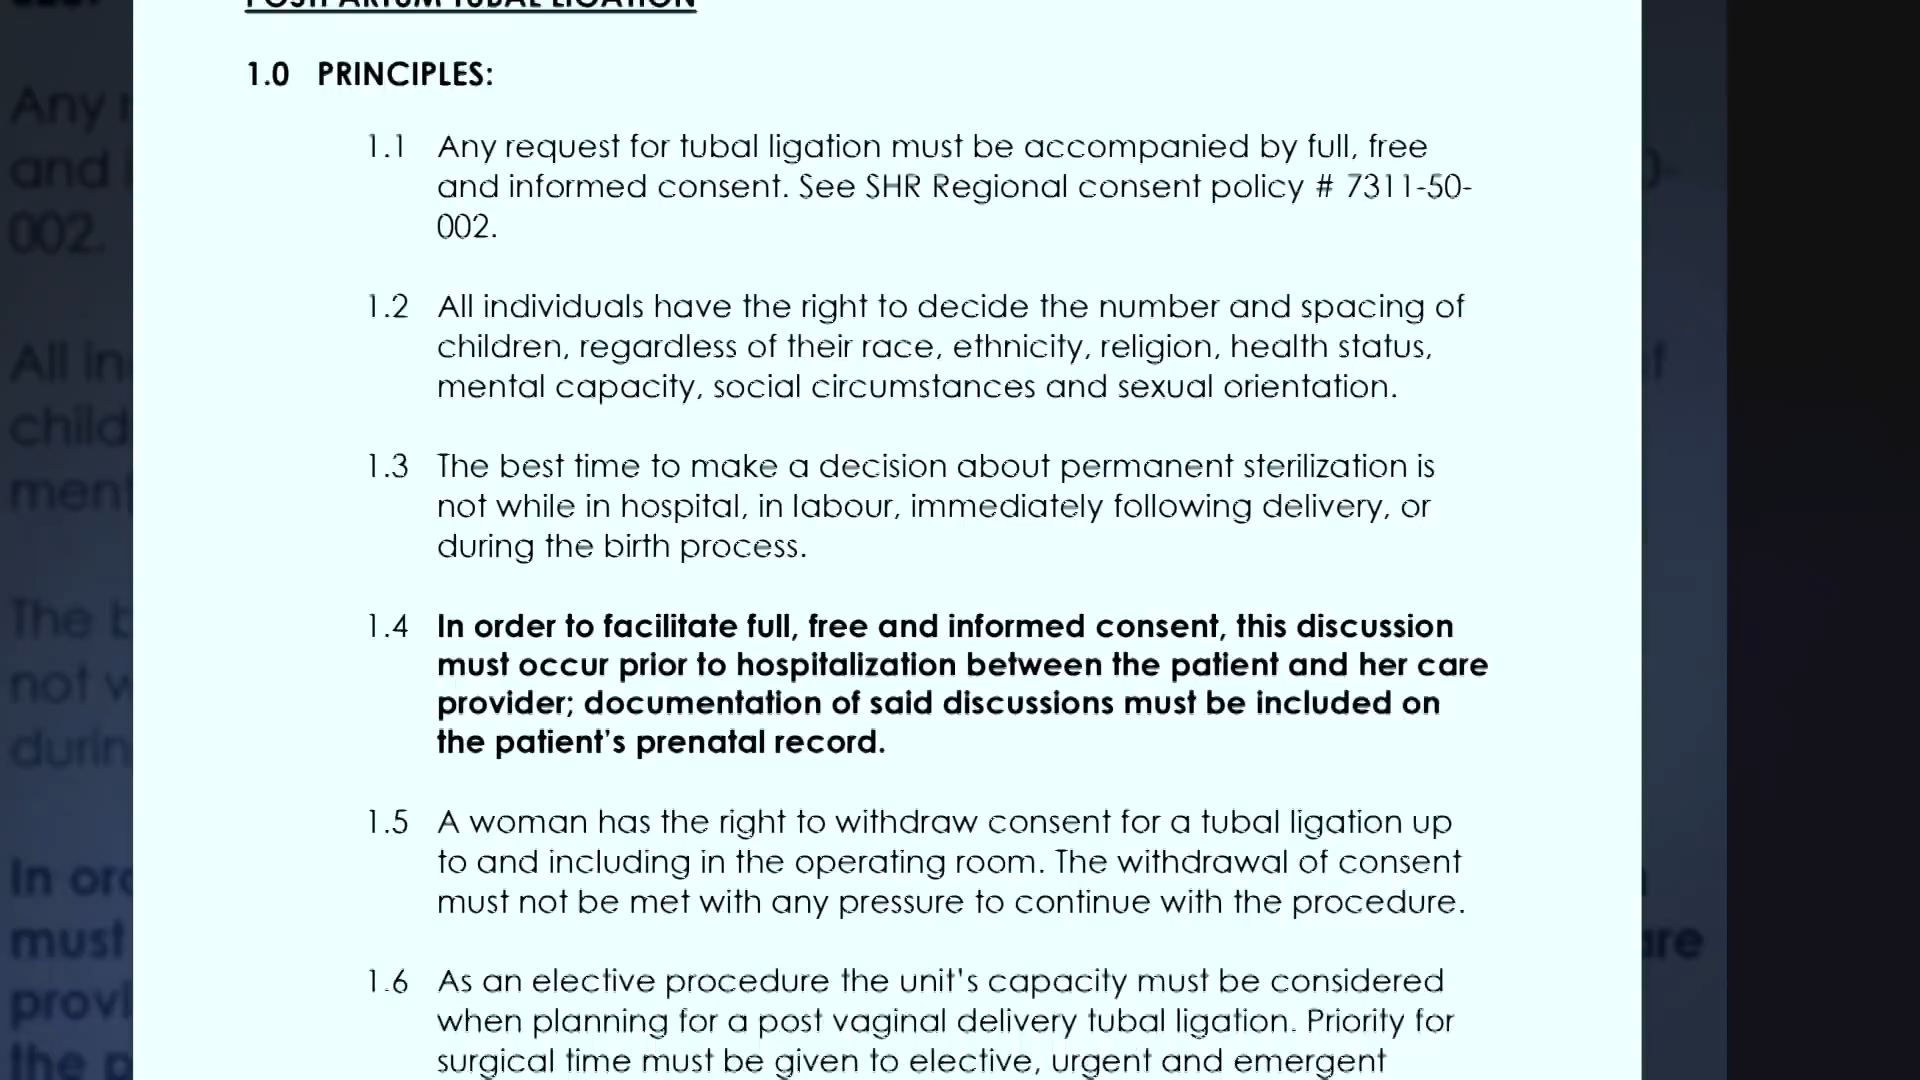 POSTPARTUM TUBAL LIGATION
1.0 PRINCIPLES:
1.1 Any request for tubal ligation must be accompanied by full, free
and informed consent. See SHR Regional consent policy # 7311-50-
002.
1.2 All individuals have the right to decide the number and spacing of
children, regardless of their race, ethnicity, religion, health status,
mental capacity, social circumstances and sexual orientation.
1.3 The best time to make a decision about permanent sterilization is
not while in hospital, in labour, immediately following delivery, or
during the birth process.
1.4 In order to facilitate full, free and informed consent, this discussion
must occur prior to hospitalization between the patient and her care
provider; documentation of said discussions must be included on
the patient's prenatal record.
1.5 A woman has the right to withdraw consent for a tubal ligation up
to and including in the operating room. The withdrawal of consent
must not be met with any pressure to continue with the procedure.
1.6 As an elective procedure the unit's capacity must be considered
when planning for a post vaginal delivery tubal ligation. Priority for
surgical time must be given to elective, urgent and emergent